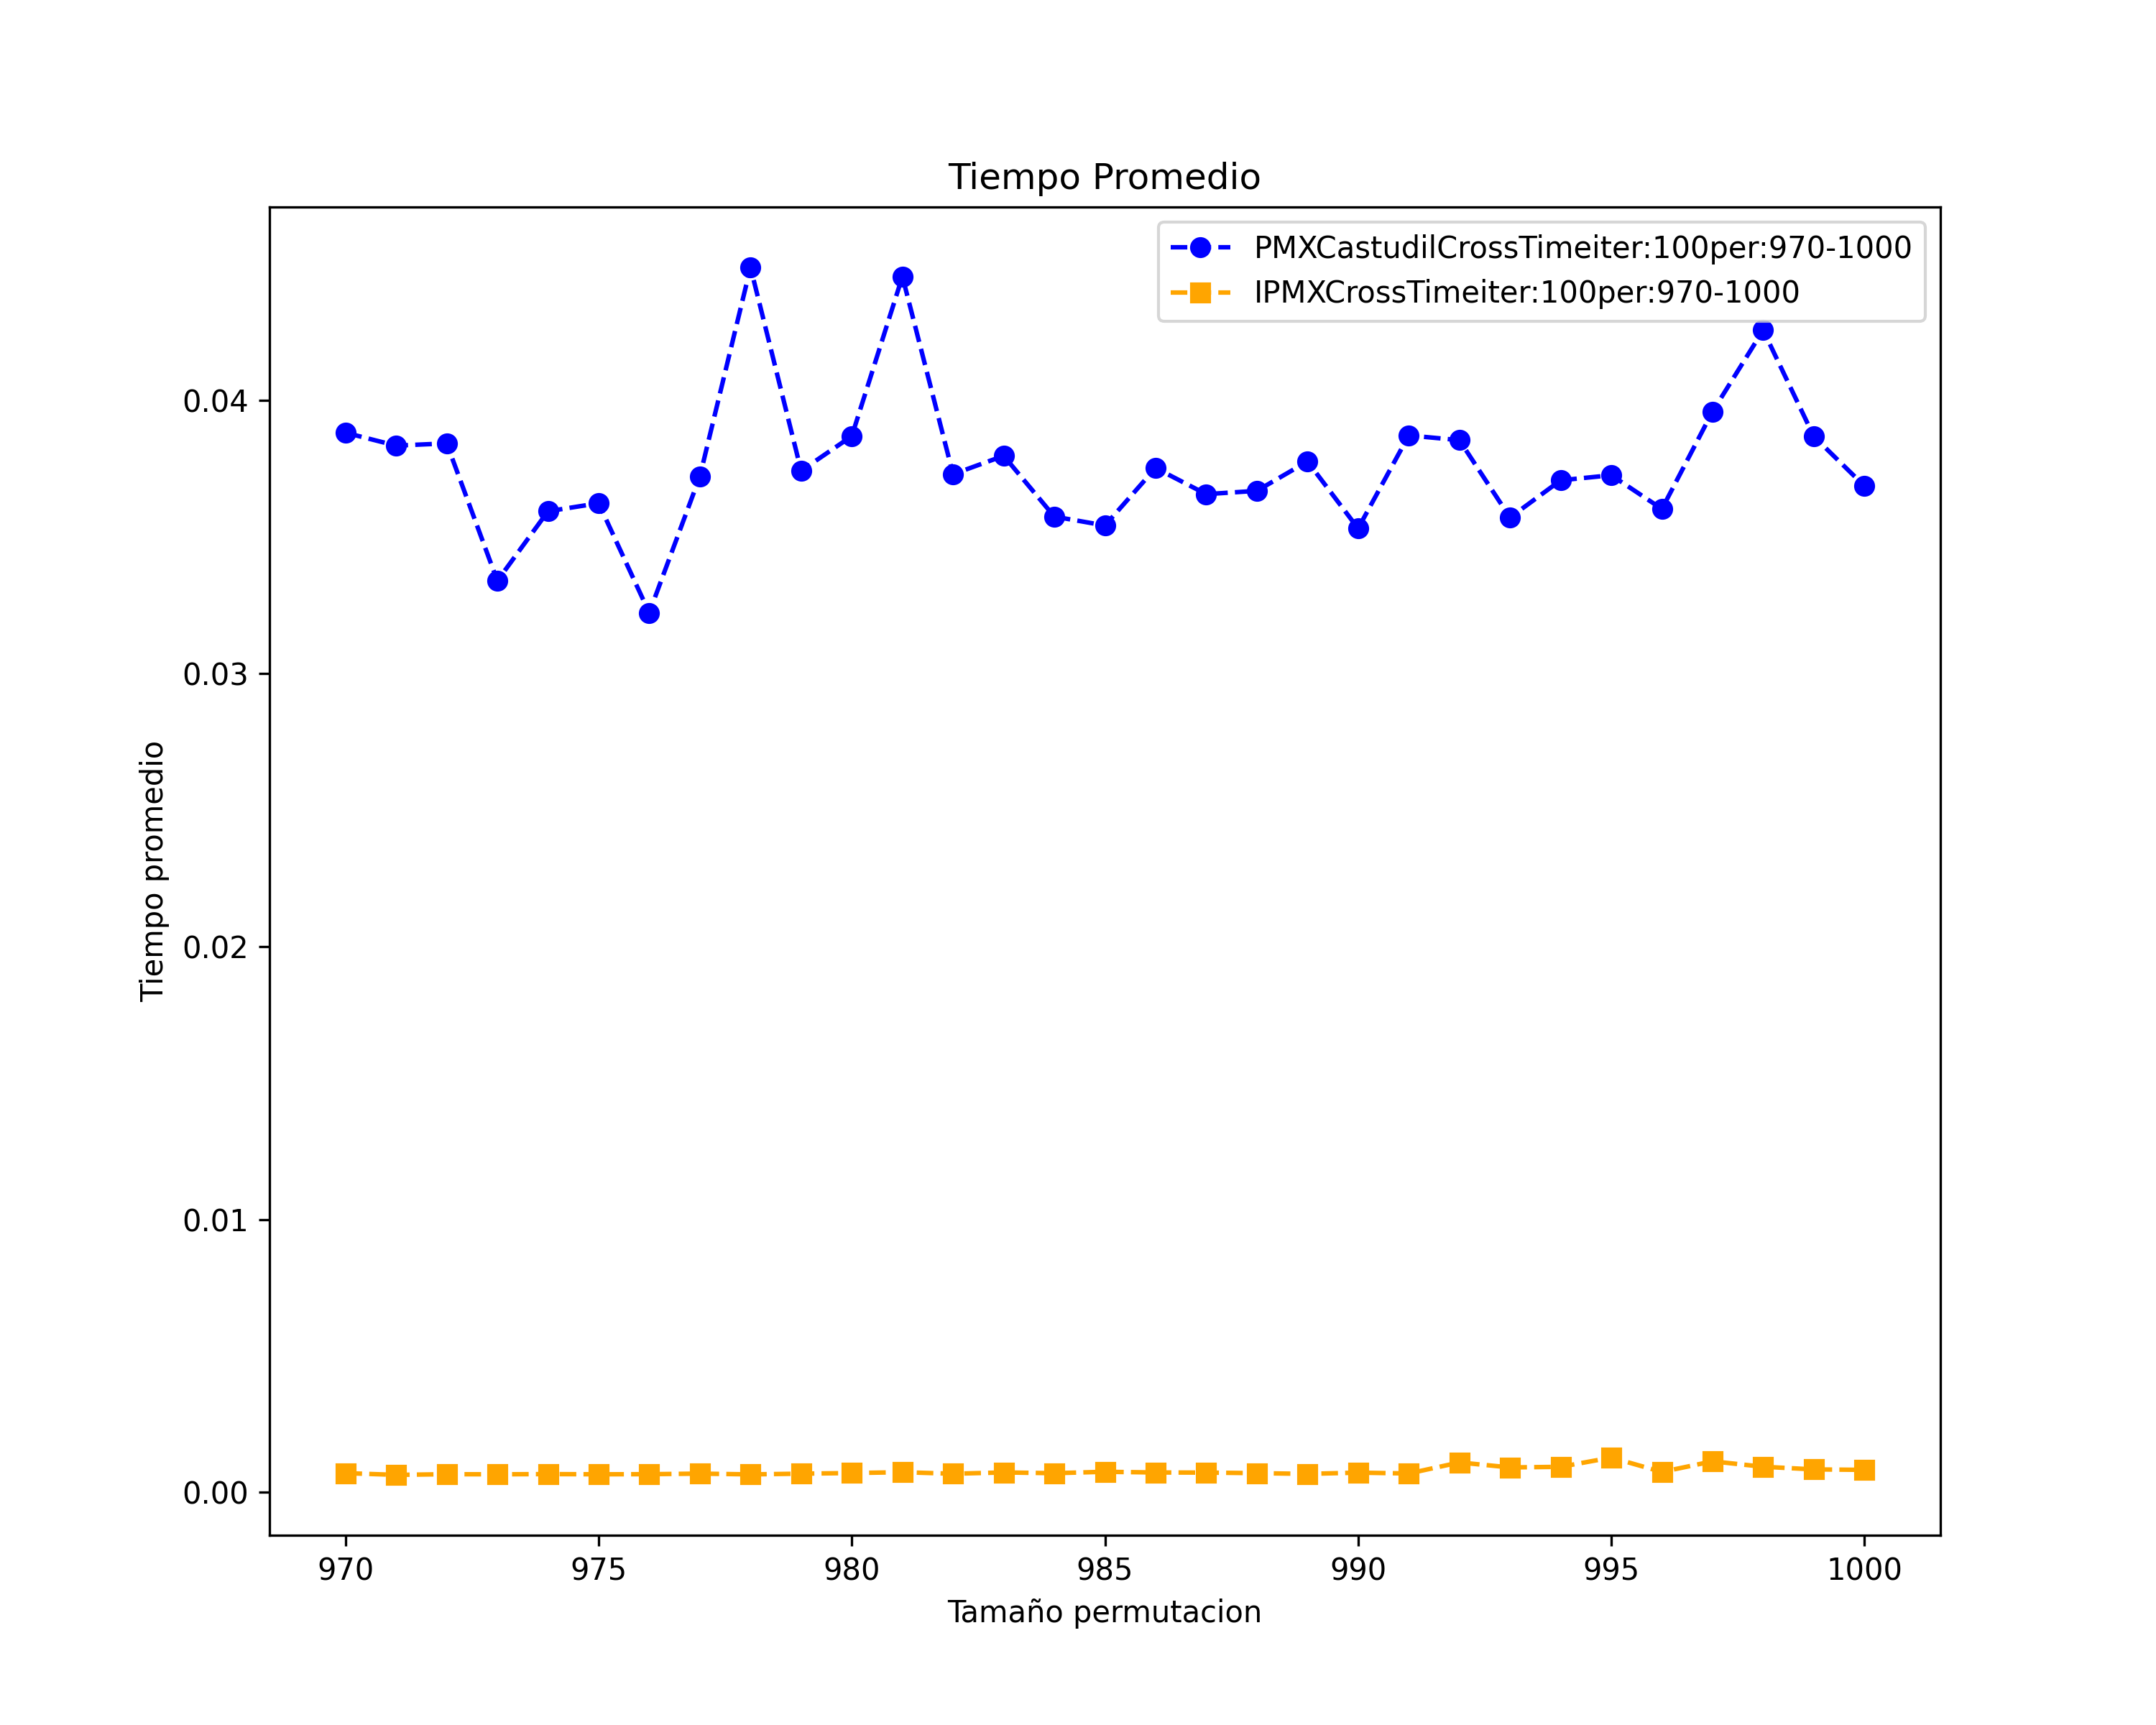 Tiempo Promedio
PMXCastudilCrossTimeiter:100per:970-1000
IPMXCrossTimeiter:100per:970-1000
0.04
0.03
0.02
0.01
0.00
Tiempo promedio
970 975 980 985 990 995 1000
Tamaño permutacion